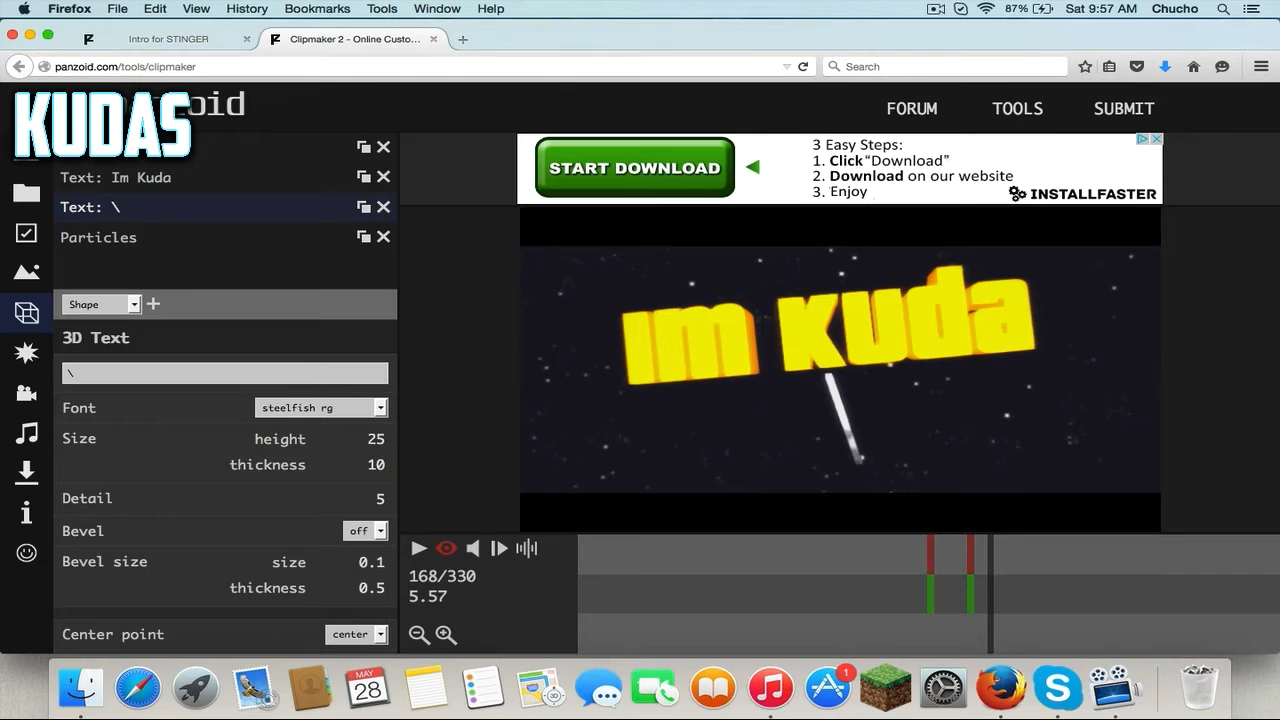 Firefox File Edit View History Bookmarks Tools Window Help 87% Sat 9:57 AM Chucho
Intro for STINGER Clipmaker 2 - Online Custo...
panzoid.com/tools/clipmaker Search
KUDAS
oid FORUM TOOLS SUBMIT
START DOWNLOAD
3 Easy Steps:
1. Click "Download"
2. Download on our website
3. Enjoy
INSTALLFASTER
Text: Im Kuda
Text: \
Particles
Shape
3D Text
\
Font steelfish rg
Size height 25
thickness 10
Detail 5
Bevel off
Bevel size size 0.1
thickness 0.5
Center point center
Im Kuda
168/330
5.57
MAY
28
1